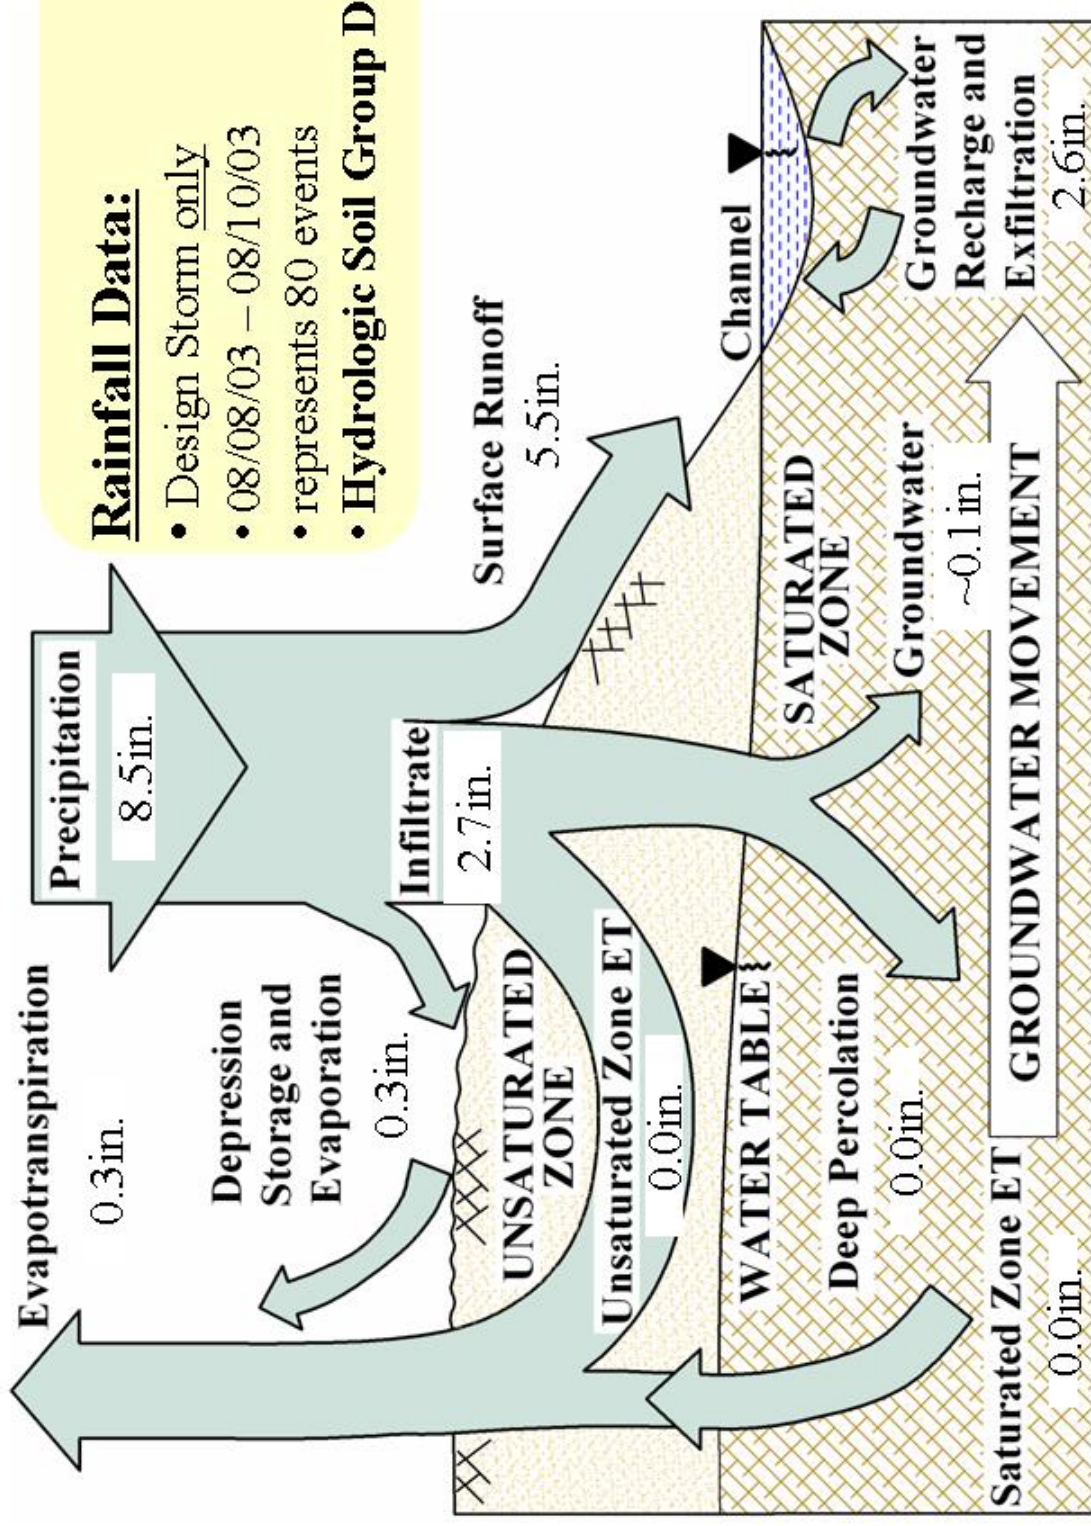 Evapotranspiration
0.3in.
Precipitation
8.5in.
Rainfall Data:
• Design Storm only
• 08/08/03 – 08/10/03
• represents 80 events
• Hydrologic Soil Group D
Depression
Storage and
Evaporation
0.3in.
Infiltrate
2.7in.
Surface Runoff
5.5in.
UNSATURATED
ZONE
Unsaturated Zone ET
0.0in.
Channel
WATER TABLE
SATURATED
ZONE
Deep Percolation
0.0in.
Groundwater
~0.1in.
Groundwater
Recharge and
Exfiltration
2.6in.
Saturated Zone ET
0.0in.
GROUNDWATER MOVEMENT